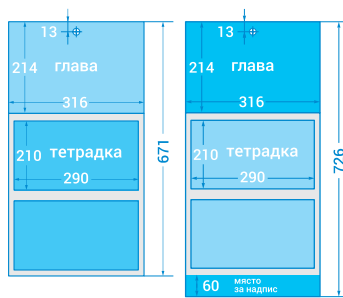 13
214
глава
316
210
тетрадка
290
671
13
214
глава
316
210
тетрадка
290
726
60
място
за надпис